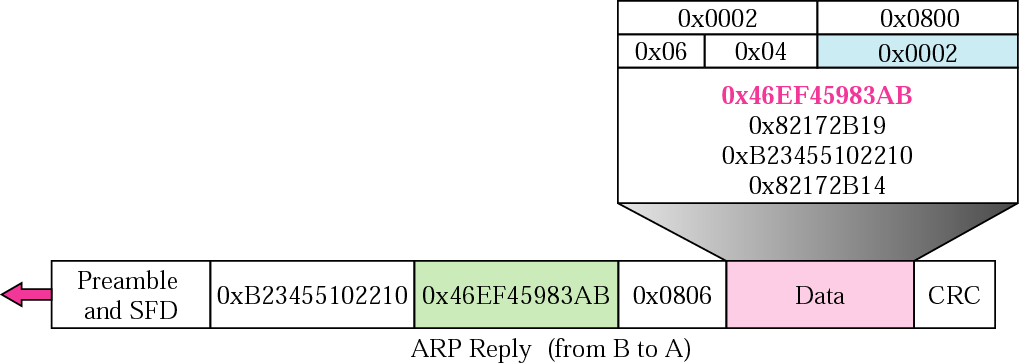 0x0002 0x0800
0x06 0x04 0x0002
0x46EF45983AB
0x82172B19
0xB23455102210
0x82172B14
Preamble
and SFD
0xB23455102210 0x46EF45983AB 0x0806 Data CRC
ARP Reply (from B to A)